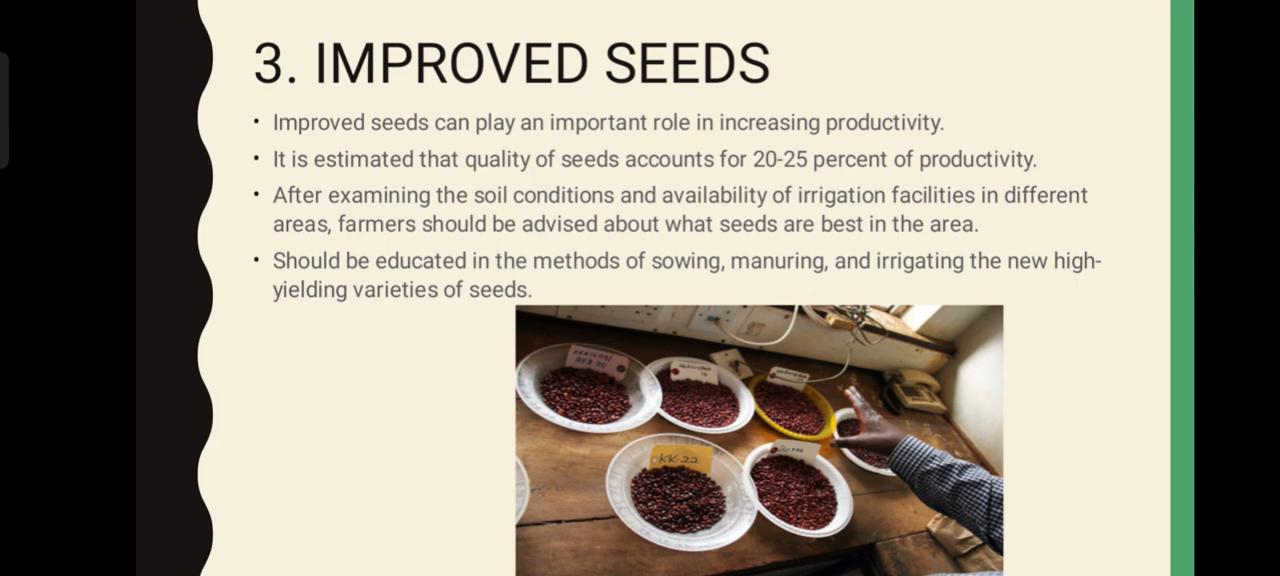 3. IMPROVED SEEDS
• Improved seeds can play an important role in increasing productivity.
• It is estimated that quality of seeds accounts for 20-25 percent of productivity.
• After examining the soil conditions and availability of irrigation facilities in different
areas, farmers should be advised about what seeds are best in the area.
• Should be educated in the methods of sowing, manuring, and irrigating the new high-
yielding varieties of seeds.
KK-22